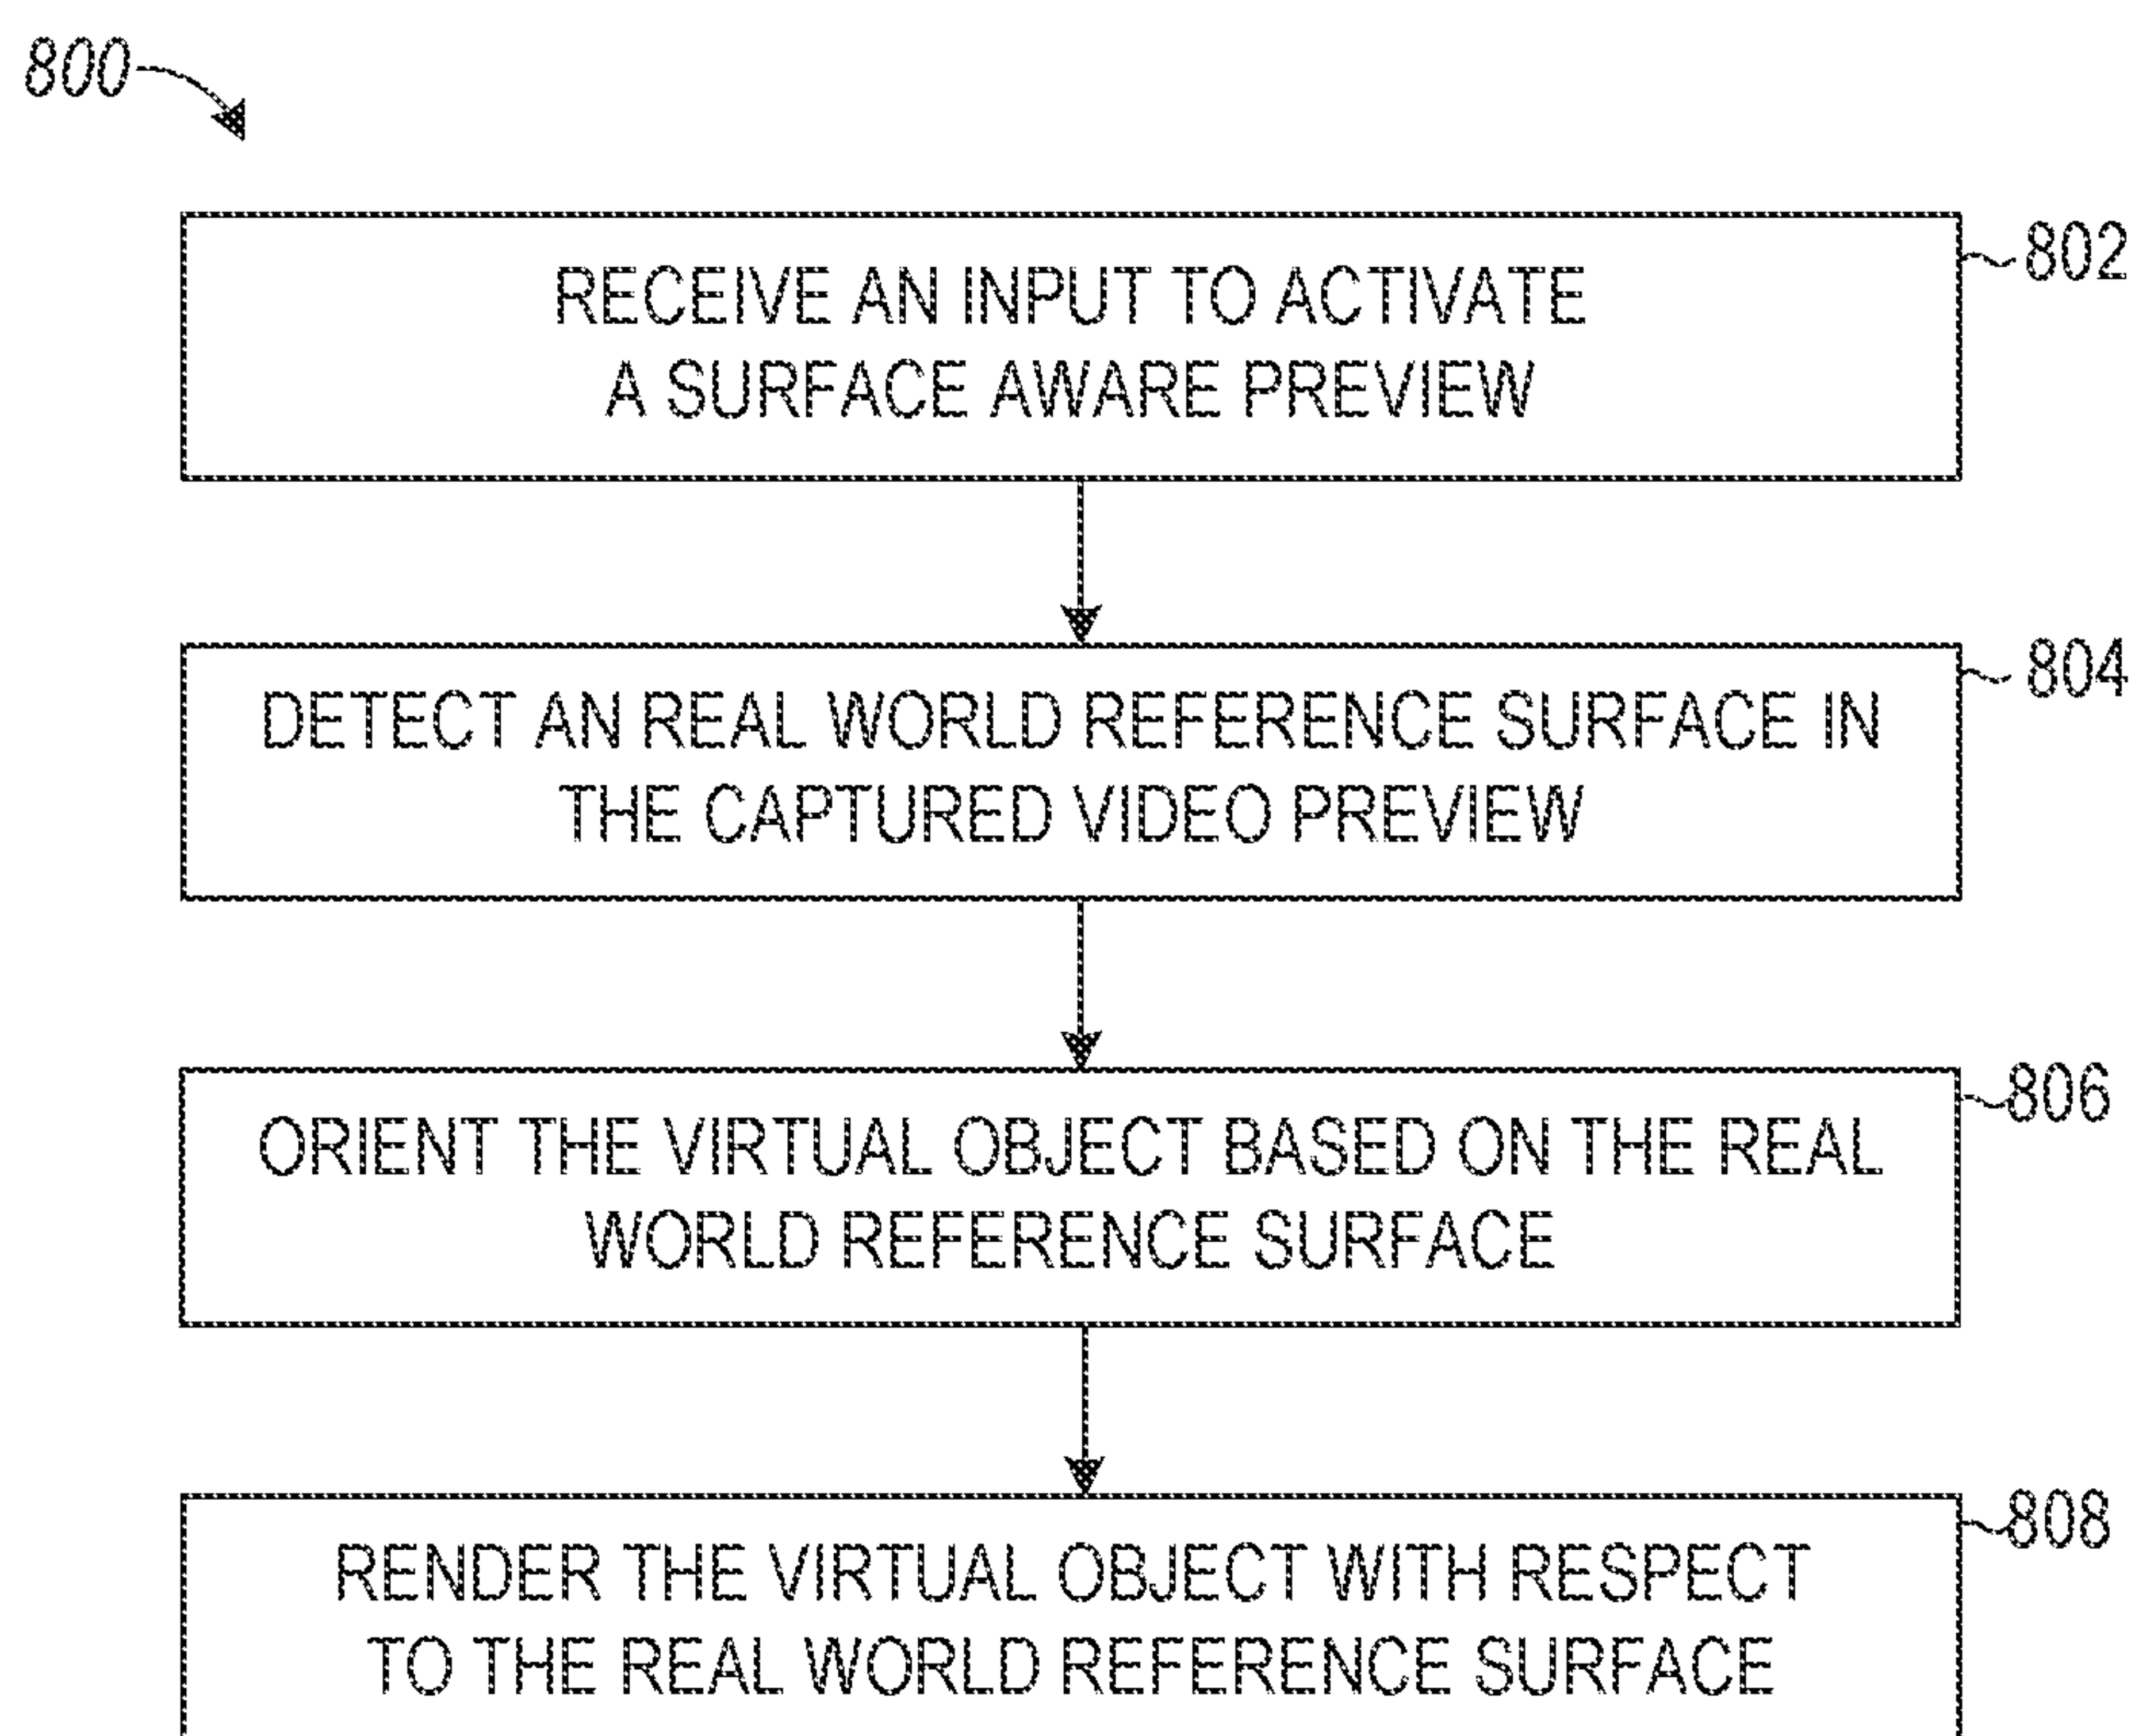 800
RECEIVE AN INPUT TO ACTIVATE
A SURFACE AWARE PREVIEW
802
DETECT AN REAL WORLD REFERENCE SURFACE IN
THE CAPTURED VIDEO PREVIEW
804
ORIENT THE VIRTUAL OBJECT BASED ON THE REAL
WORLD REFERENCE SURFACE
806
RENDER THE VIRTUAL OBJECT WITH RESPECT
TO THE REAL WORLD REFERENCE SURFACE
808